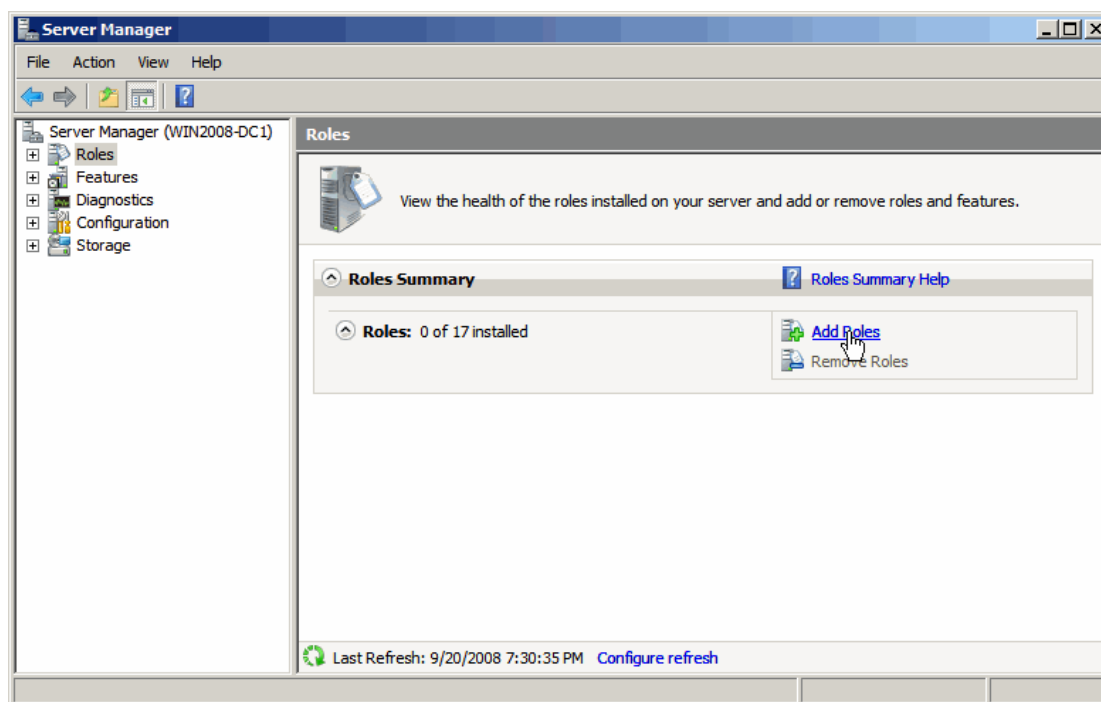 Server Manager
File Action View Help
Server Manager (WIN2008-DC1)
Roles
Features
Diagnostics
Configuration
Storage
Roles
View the health of the roles installed on your server and add or remove roles and features.
Roles Summary
Roles Summary Help
Roles: 0 of 17 installed
Add Roles
Remove Roles
Last Refresh: 9/20/2008 7:30:35 PM Configure refresh